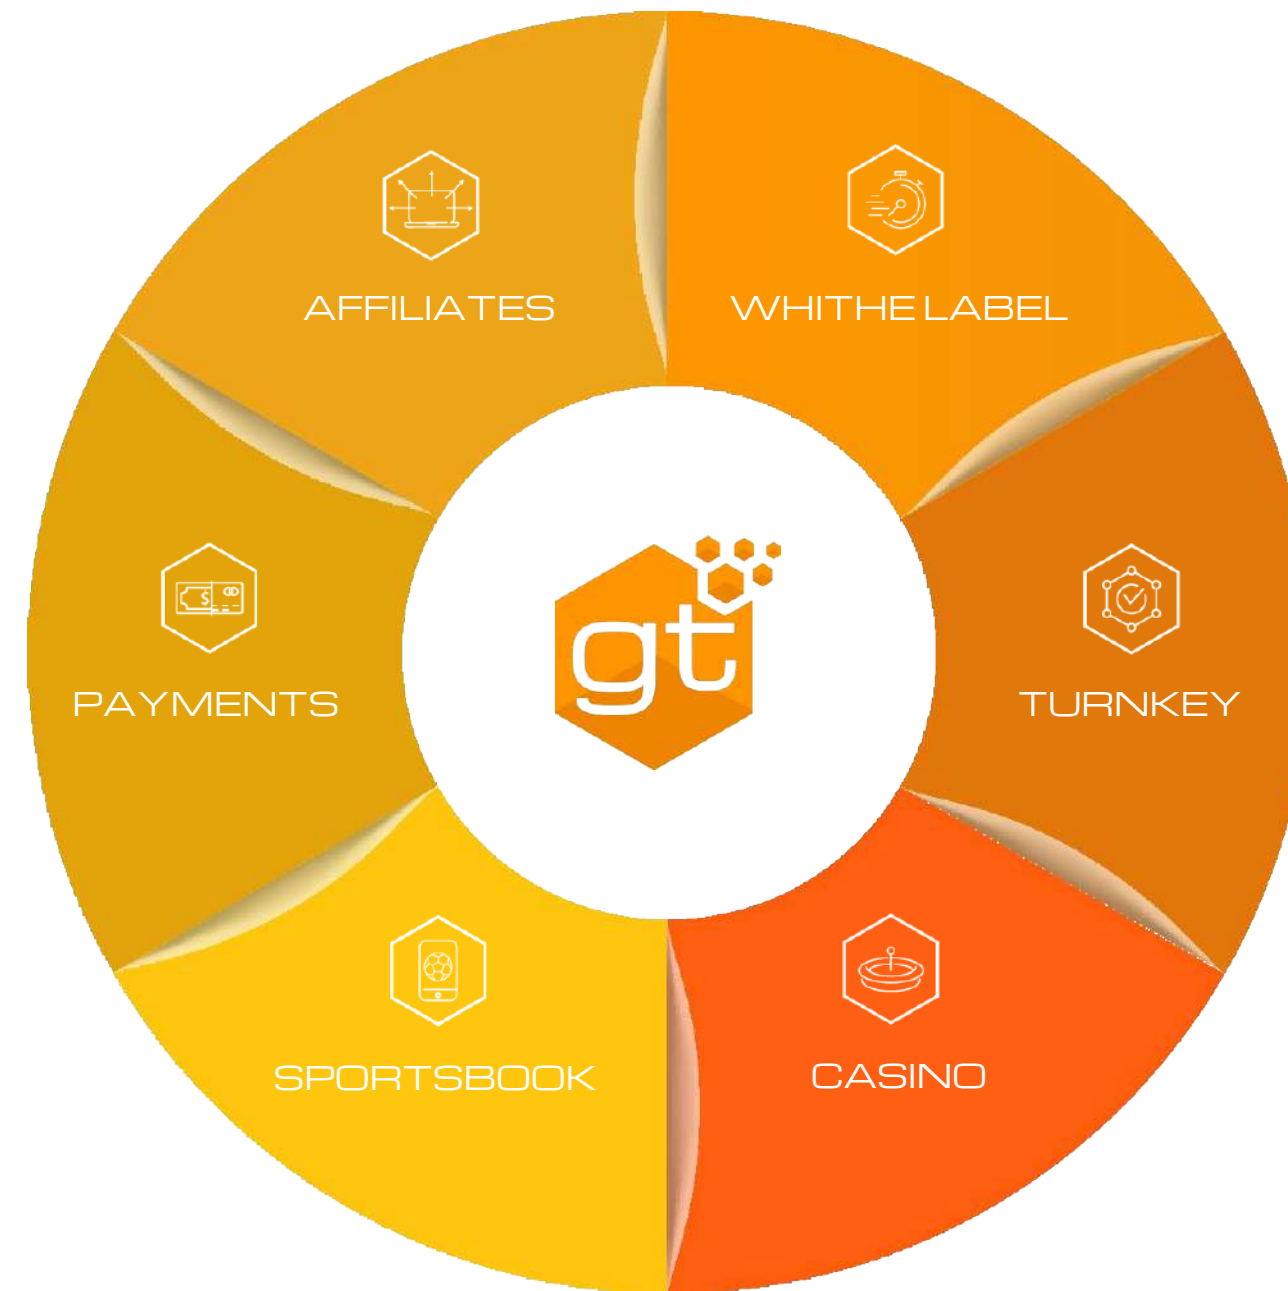 AFFILIATES
WHITHE LABEL
$
gt
PAYMENTS
TURNKEY
SPORTSBOOK
CASINO